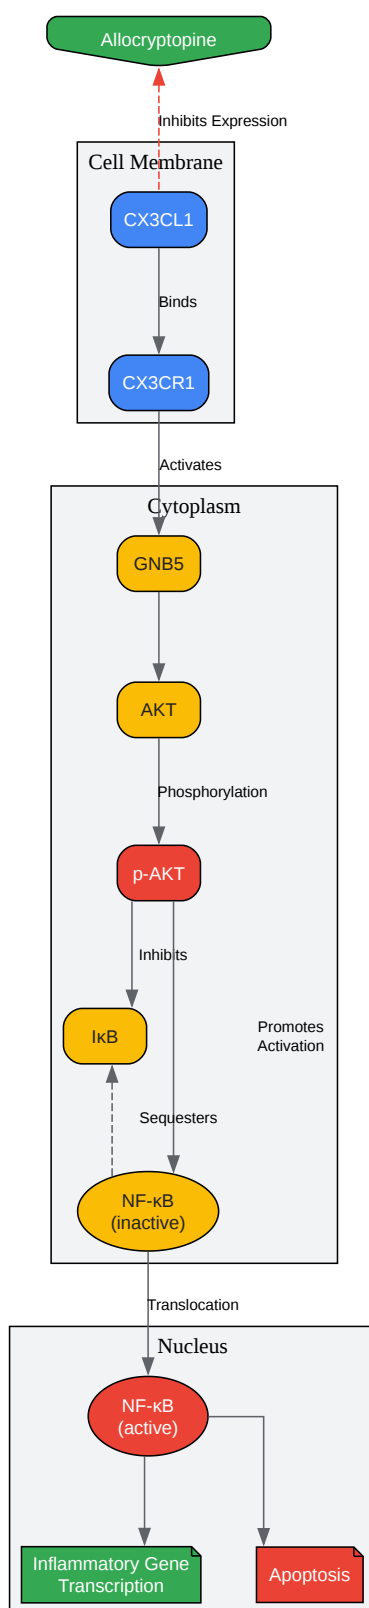 Allocryptopine
Inhibits Expression
Cell Membrane
CX3CL1
Binds
CX3CR1
Activates
Cytoplasm
GNB5
AKT
Phosphorylation
p-AKT
Inhibits
IκB
Promotes
Activation
Sequesters
NF-κB
(inactive)
Translocation
Nucleus
NF-κB
(active)
Inflammatory Gene
Transcription
Apoptosis